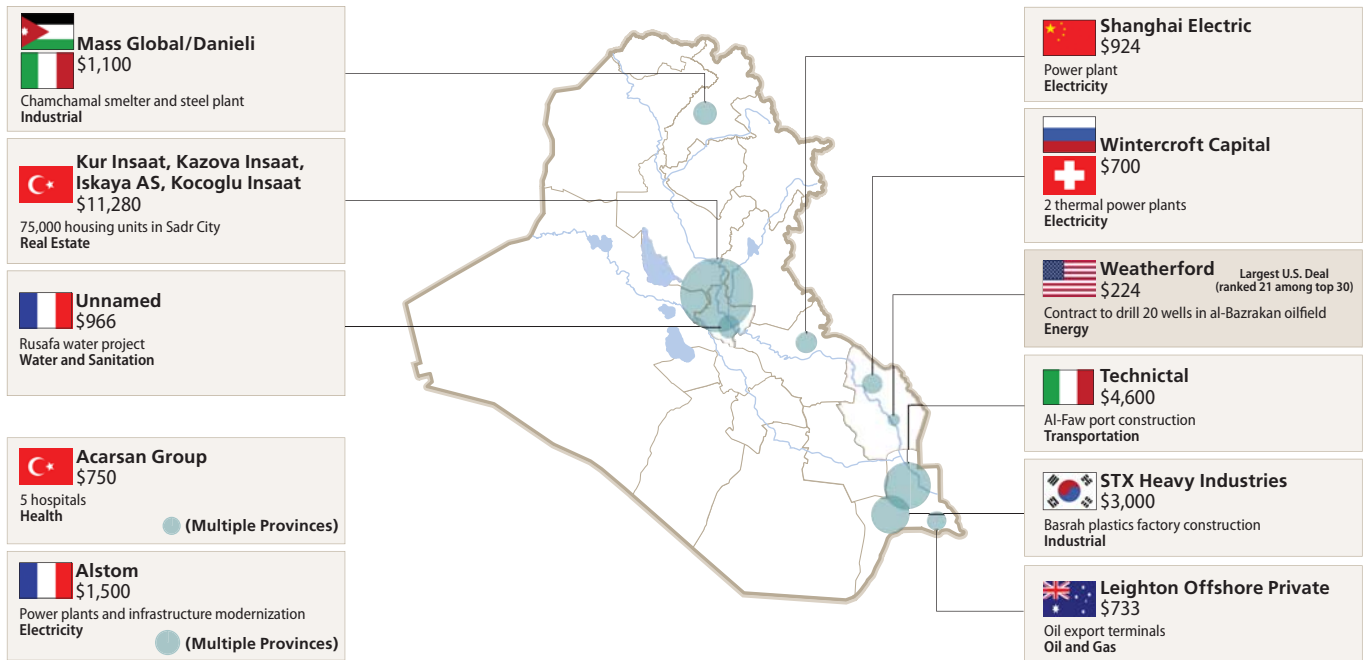 Mass Global/Danieli
$1,100
Chamchamal smelter and steel plant
Industrial
Kur Insaat, Kazova Insaat,
Iskaya AS, Kocoglu Insaat
$11,280
75,000 housing units in Sadr City
Real Estate
Unnamed
$966
Rusafa water project
Water and Sanitation
Acarsan Group
$750
5 hospitals
Health
(Multiple Provinces)
Alstom
$1,500
Power plants and infrastructure modernization
Electricity
(Multiple Provinces)
Shanghai Electric
$924
Power plant
Electricity
Wintercroft Capital
$700
2 thermal power plants
Electricity
Weatherford
$224
Largest U.S. Deal
(ranked 21 among top 30)
Contract to drill 20 wells in al-Bazrakan oilfield
Energy
Technictal
$4,600
Al-Faw port construction
Transportation
STX Heavy Industries
$3,000
Basrah plastics factory construction
Industrial
Leighton Offshore Private
$733
Oil export terminals
Oil and Gas